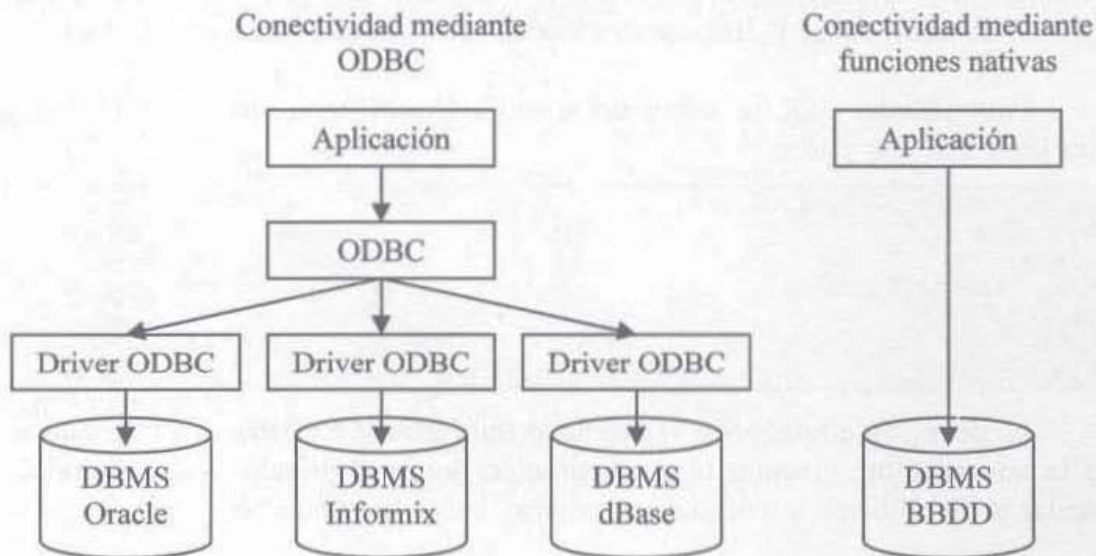 Conectividad mediante
ODBC
Conectividad mediante
funciones nativas
Aplicación
Aplicación
ODBC
Driver ODBC
Driver ODBC
Driver ODBC
DBMS
Oracle
DBMS
Informix
DBMS
dBase
DBMS
BBDD